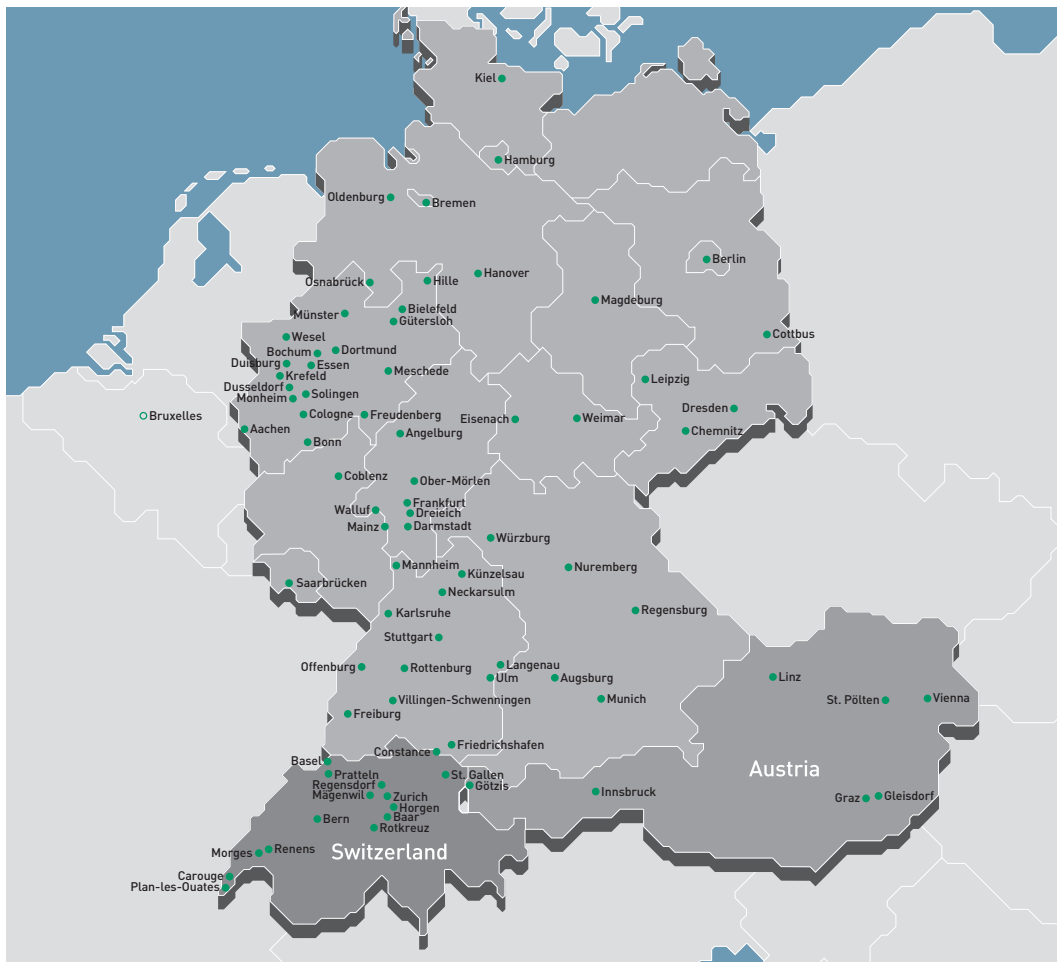 Kiel
Hamburg
Oldenburg
Bremen
Berlin
Hanover
Osnabrück
Hille
Magdeburg
Bielefeld
Münster
Gütersloh
Cottbus
Wesel
Bochum
Dortmund
Duisburg
Essen
Meschede
Krefeld
Leipzig
Dusseldorf
Solingen
Monheim
Dresden
Bruxelles
Cologne
Freudenberg
Eisenach
Weimar
Aachen
Angelburg
Chemnitz
Bonn
Coblenz
Ober-Mörlen
Frankfurt
Walluf
Dreieich
Mainz
Darmstadt
Würzburg
Mannheim
Nuremberg
Künzelsau
Saarbrücken
Neckarsulm
Karlsruhe
Regensburg
Stuttgart
Offenburg
Rottenburg
Langenau
Ulm
Augsburg
Linz
Villingen-Schwenningen
Munich
St. Pölten
Vienna
Freiburg
Friedrichshafen
Constance
Basel
Pratteln
St. Gallen
Austria
Regensdorf
Götzis
Mägenwil
Zurich
Innsbruck
Graz
Gleisdorf
Horgen
Bern
Baar
Rotkreuz
Switzerland
Morges
Renens
Carouge
Plan-les-Ouates